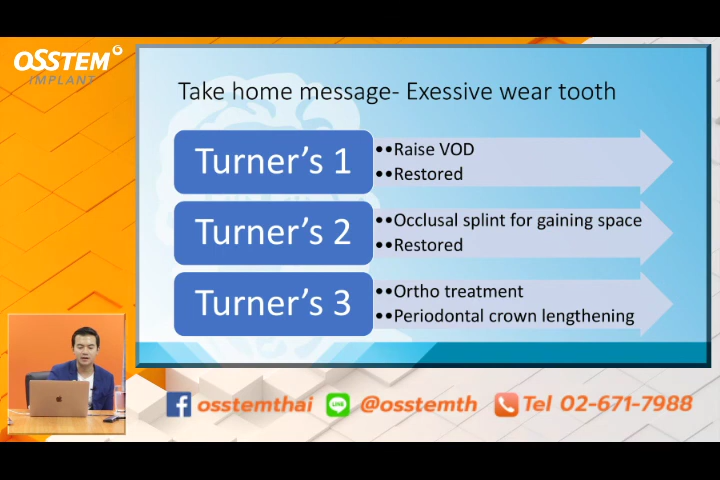 OSSTEM
IMPLANT
Take home message- Exessive wear tooth
Turner's 1
••Raise VOD
••Restored
Turner's 2
••Occlusal splint for gaining space
••Restored
Turner's 3
••Ortho treatment
••Periodontal crown lengthening
osstemthai LINE @osstemth Tel 02-671-7988